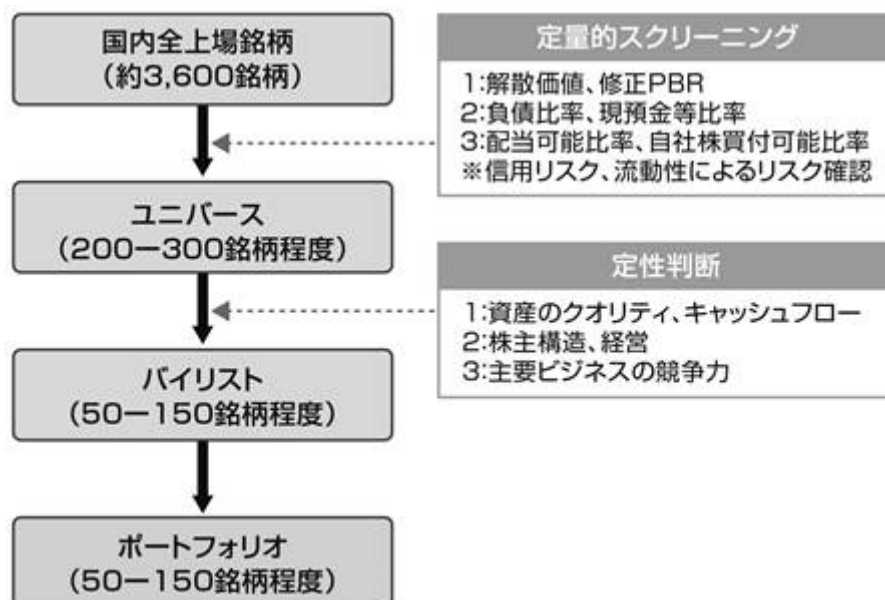 国内全上場銘柄
(約3,600銘柄)
定量的スクリーニング
1:解散価値、修正PBR
2:負債比率、現預金等比率
3:配当可能比率、自社株買付可能比率
※信用リスク、流動性によるリスク確認
ユニバース
(200ー300銘柄程度)
定性判断
1:資産のクオリティ、キャッシュフロー
2:株主構造、経営
3:主要ビジネスの競争力
バイリスト
(50ー150銘柄程度)
ポートフォリオ
(50ー150銘柄程度)